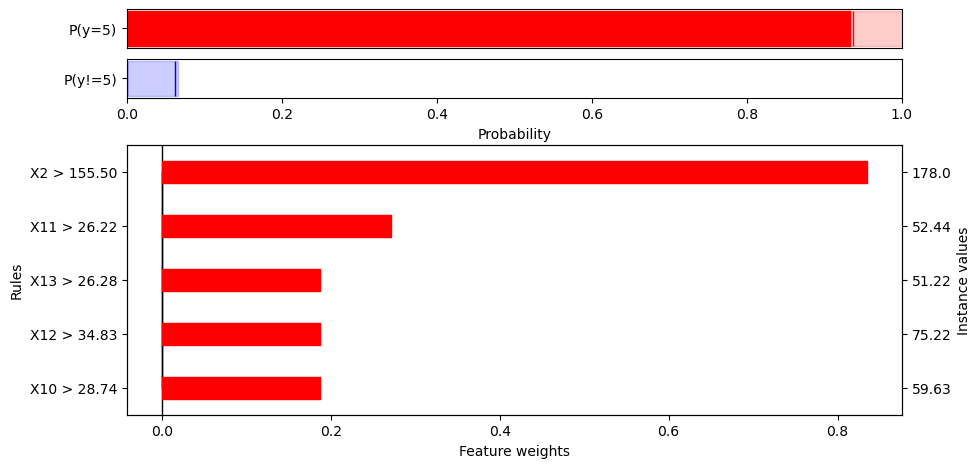 P(y=5)
P(y!=5)
0.0 0.2 0.4 0.6 0.8 1.0
Probability
Rules
X2 > 155.50 178.0
X11 > 26.22 52.44
X13 > 26.28 51.22
X12 > 34.83 75.22
X10 > 28.74 59.63
Instance values
0.0 0.2 0.4 0.6 0.8
Feature weights